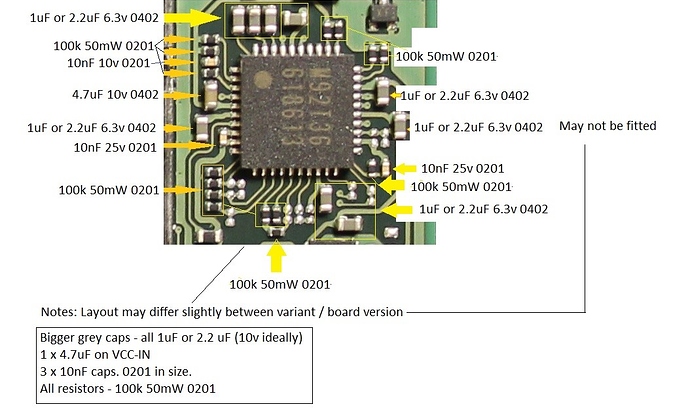 1uF or 2.2uF 6.3v 0402
100k 50mW 0201
10nF 10v 0201
4.7uF 10v 0402
1uF or 2.2uF 6.3v 0402
10nF 25v 0201
100k 50mW 0201
100k 50mW 0201
1uF or 2.2uF 6.3v 0402
1uF or 2.2uF 6.3v 0402
May not be fitted
10nF 25v 0201
100k 50mW 0201
1uF or 2.2uF 6.3v 0402
100k 50mW 0201
Notes: Layout may differ slightly between variant / board version
Bigger grey caps - all 1uF or 2.2 uF (10v ideally)
1 x 4.7uF on VCC-IN
3 x 10nF caps. 0201 in size.
All resistors - 100k 50mW 0201